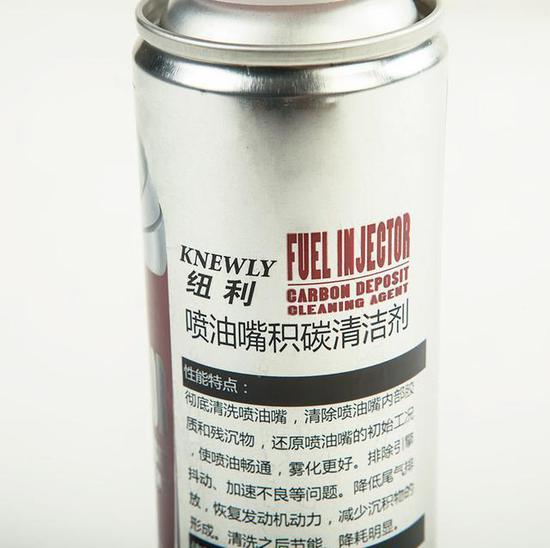 KNEWLY
纽利
FUEL INJECTOR
CARBON DEPOSIT
CLEANING AGENT
喷油嘴积碳清洁剂
性能特点：
彻底清洗喷油嘴，清除喷油嘴内部胶
质和残沉物，还原喷油嘴的初始工况
，使喷油畅通，雾化更好。排除引擎
抖动、加速不良等问题。降低尾气排
放，恢复发动机动力，减少沉积物的
形成。清洗之后节能、降耗明显。